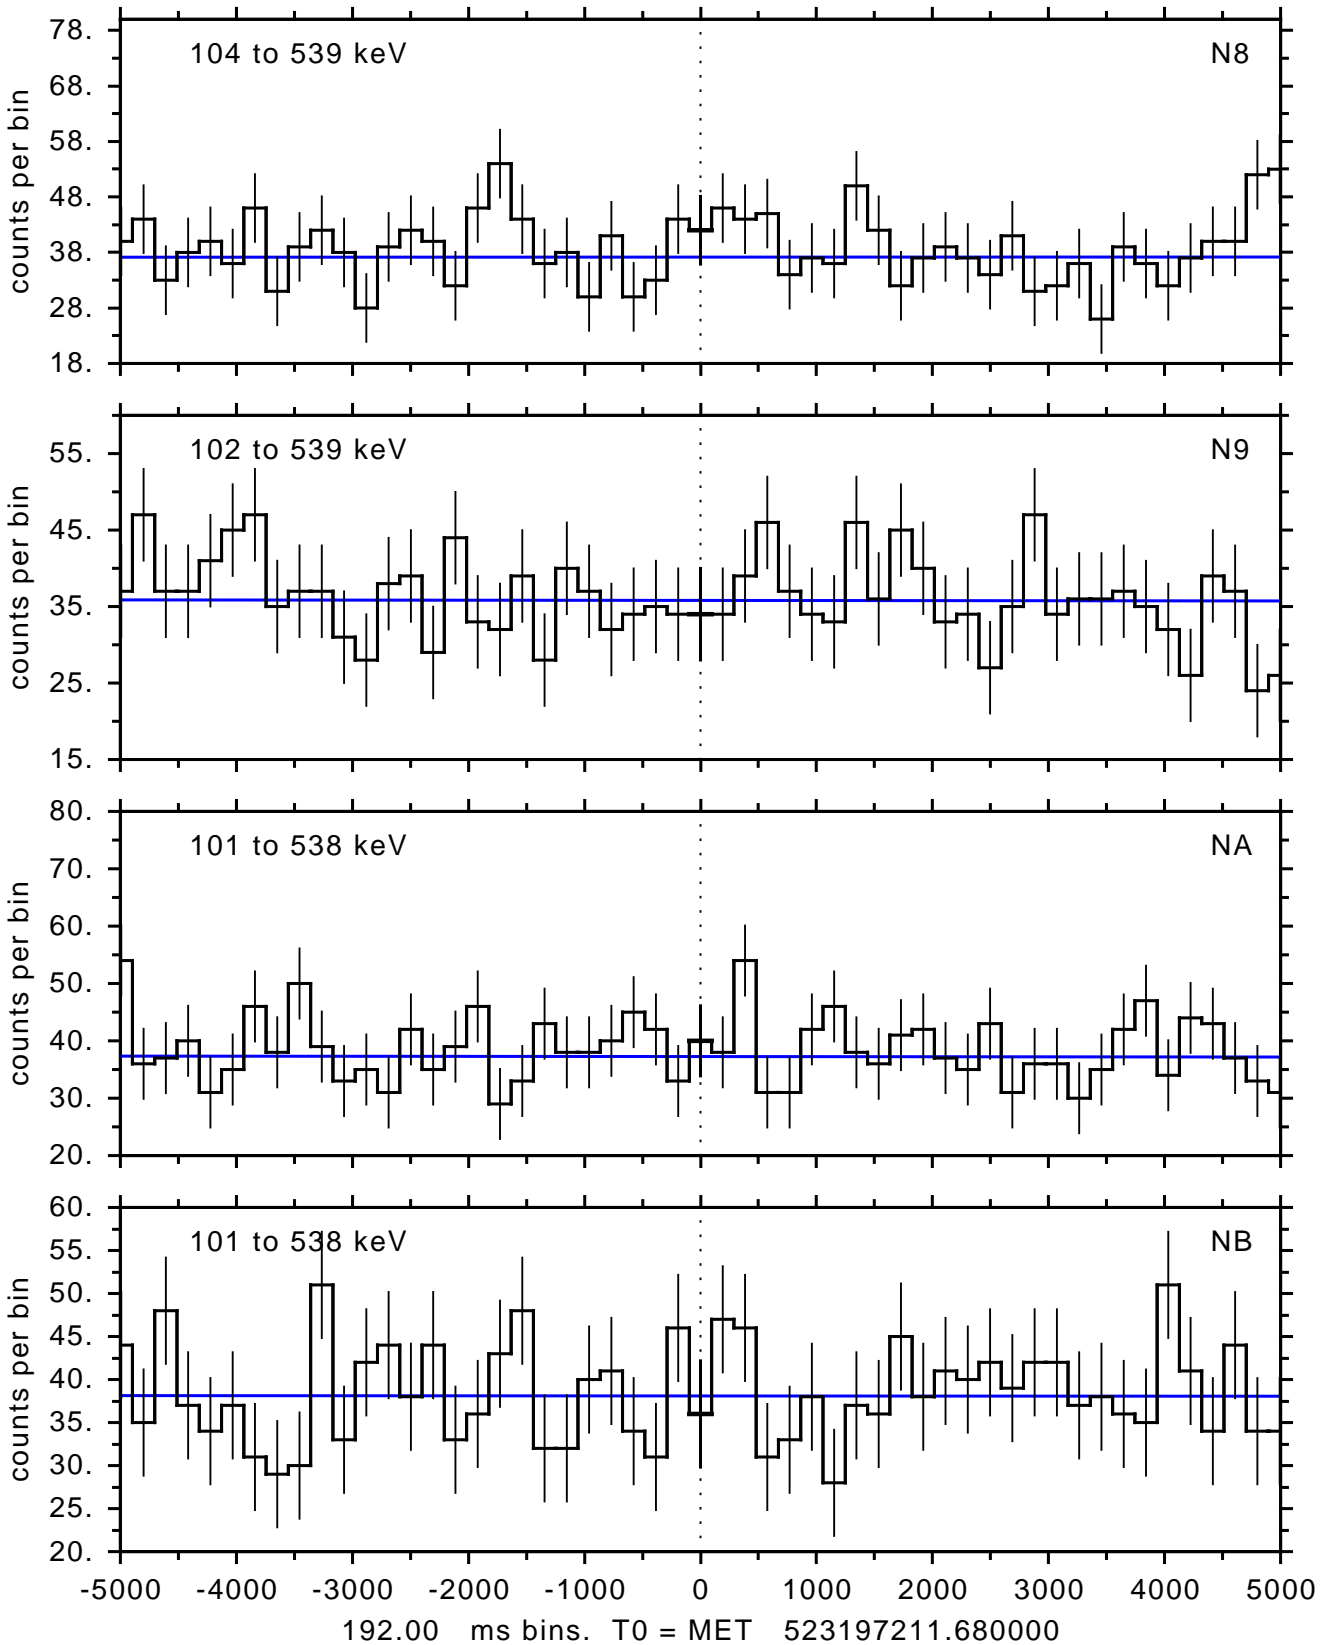 78.
104 to 539 keV N8
68.
58.
48.
38.
28.
18.
counts per bin
102 to 539 keV N9
55.
45.
35.
25.
15.
counts per bin
80.
101 to 538 keV NA
70.
60.
50.
40.
30.
20.
counts per bin
60.
101 to 538 keV NB
55.
50.
45.
40.
35.
30.
25.
20.
counts per bin
-5000 -4000 -3000 -2000 -1000 0 1000 2000 3000 4000 5000
192.00 ms bins. T0 = MET 523197211.680000